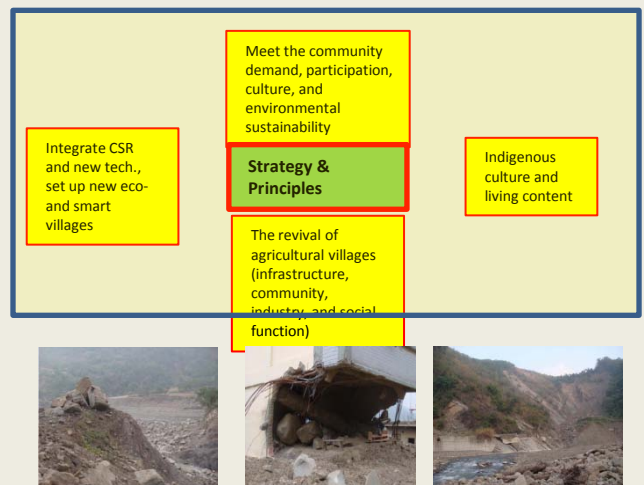 Meet the community
demand, participation,
culture, and
environmental
sustainability
Integrate CSR
and new tech.,
set up new eco-
and smart
villages
Strategy &
Principles
Indigenous
culture and
living content
The revival of
agricultural villages
(infrastructure,
community,
industry, and social
function)